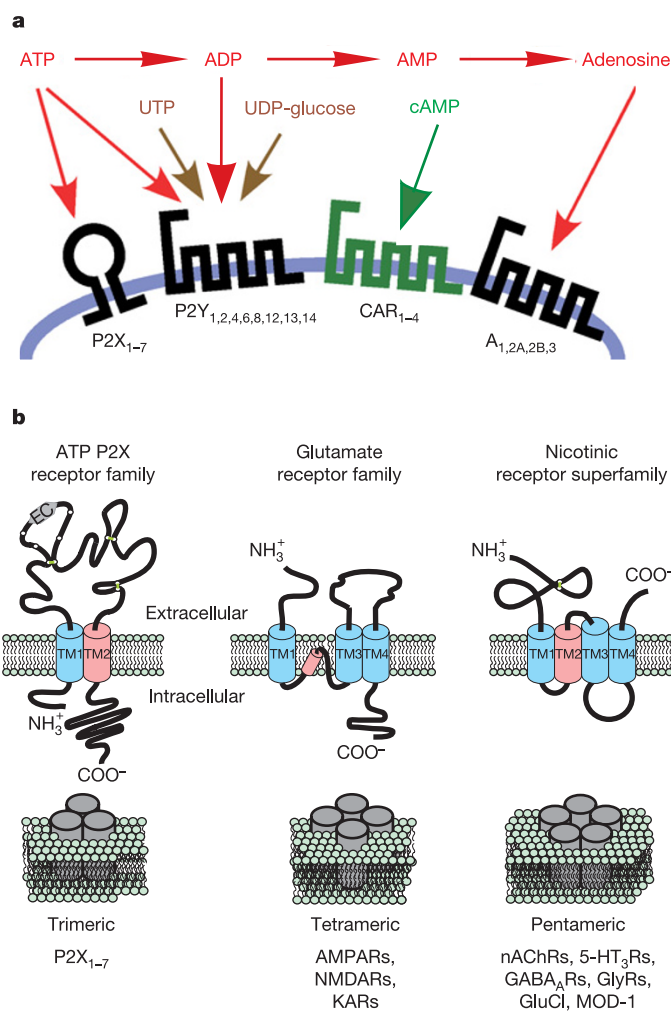 a
ATP ADP AMP Adenosine
UTP UDP-glucose cAMP
P2X1–7
P2Y1,2,4,6,8,12,13,14
CAR1–4
A1,2A,2B,3
b
ATP P2X
receptor family
Glutamate
receptor family
Nicotinic
receptor superfamily
EC
NH3+
NH3+
COO–
Extracellular
TM1 TM2
TM1 TM3 TM4
TM1 TM2 TM3 TM4
Intracellular
NH3+
COO–
COO–
Trimeric
P2X1–7
Tetrameric
AMPARs,
NMDARs,
KARs
Pentameric
nAChRs, 5-HT3Rs,
GABAARs, GlyRs,
GluCl, MOD-1